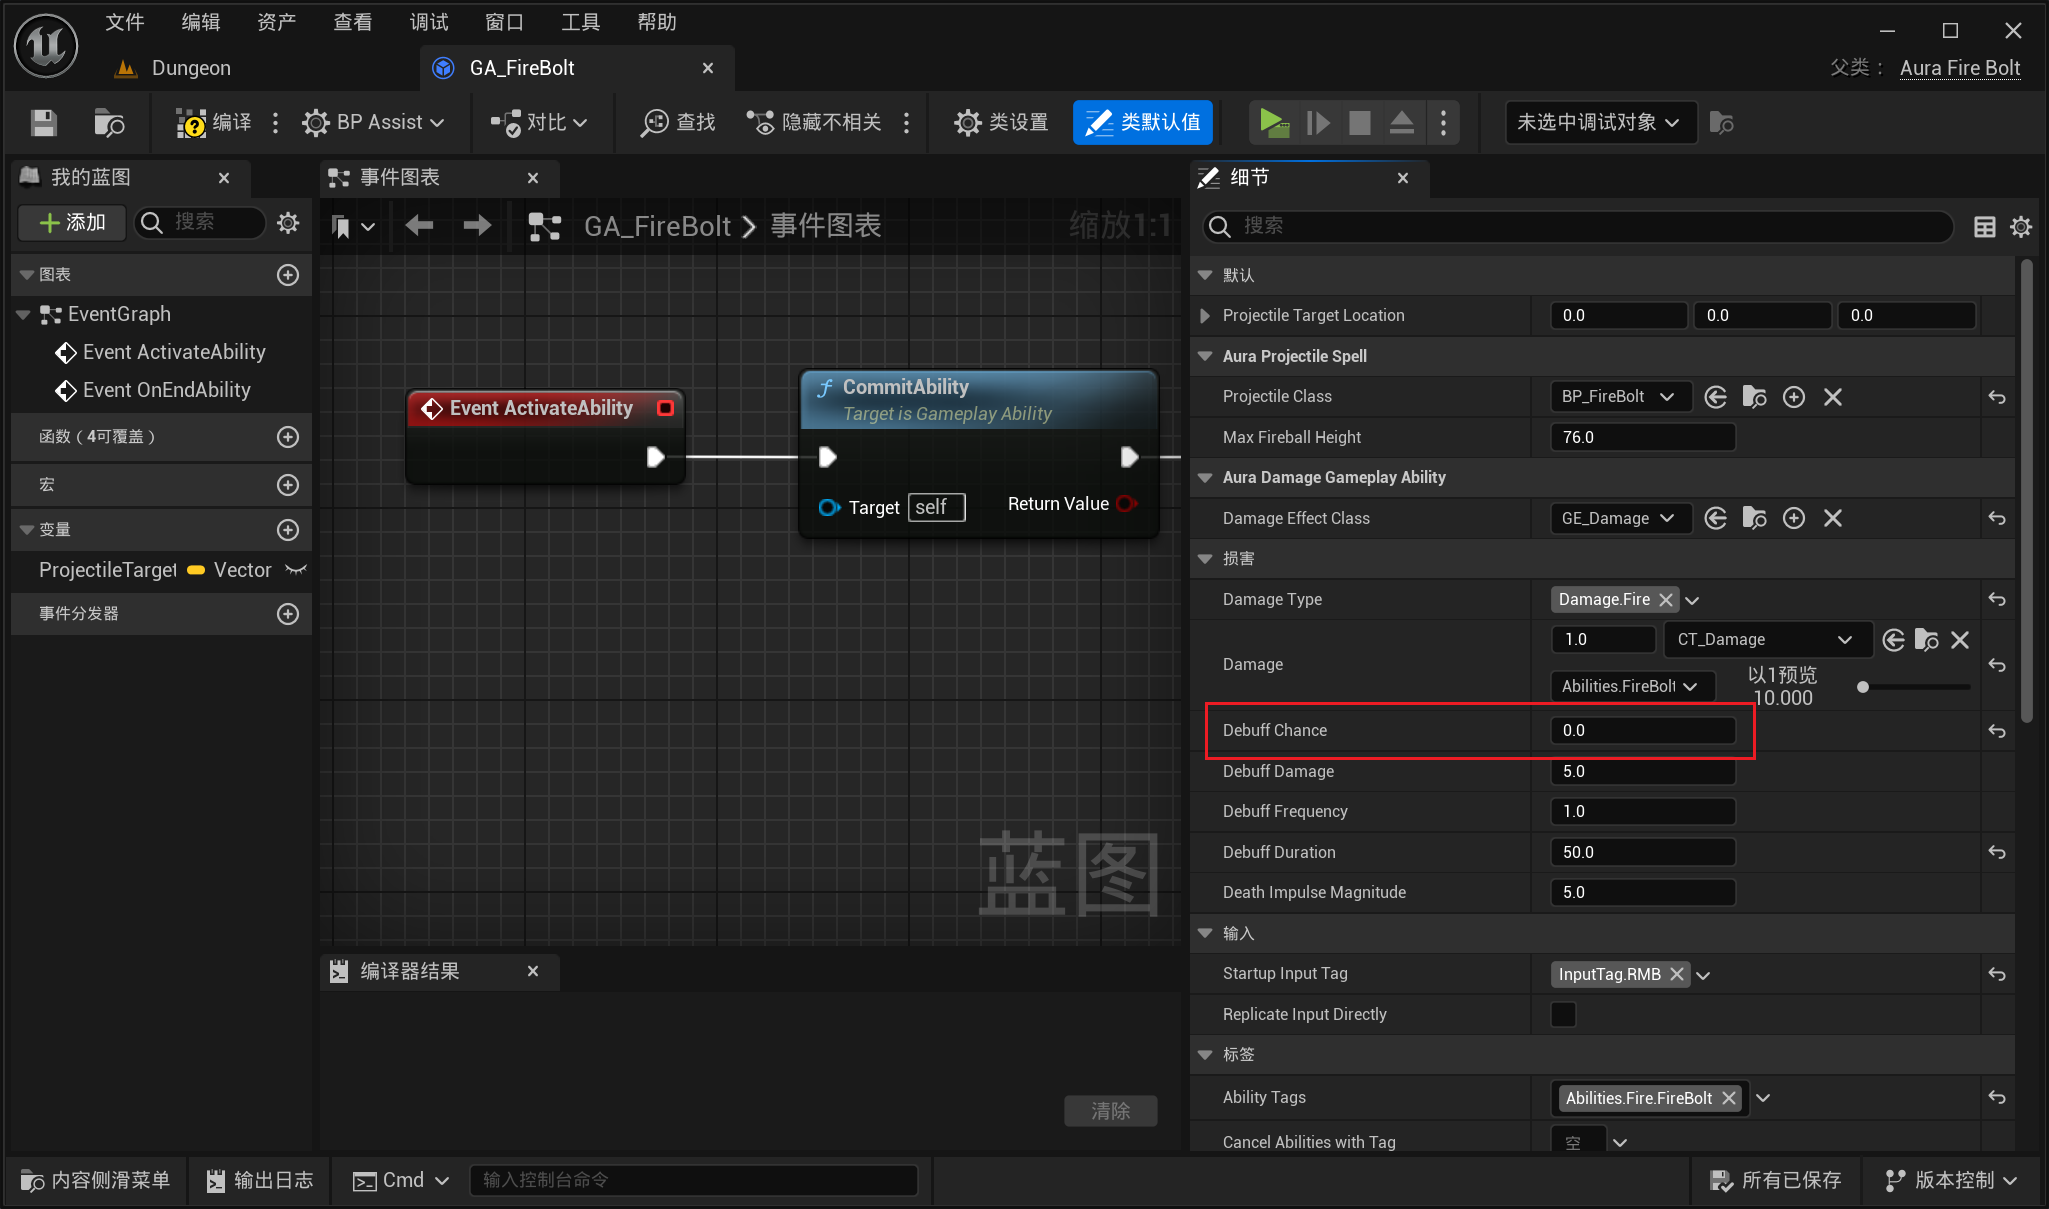 文件 编辑 资产 查看 调试 窗口 工具 帮助
Dungeon
GA_FireBolt
父类： Aura Fire Bolt
编译 BP Assist 对比 查找 隐藏不相关 类设置 类默认值 未选中调试对象
我的蓝图
添加 搜索
图表
EventGraph
Event ActivateAbility
Event OnEndAbility
函数（4可覆盖）
宏
变量
ProjectileTarget Vector
事件分发器
事件图表
GA_FireBolt 事件图表 缩放1:1
Event ActivateAbility
CommitAbility
Target is Gameplay Ability
Target self Return Value
蓝图
编译器结果
清除
细节
搜索
默认
Projectile Target Location 0.0 0.0 0.0
Aura Projectile Spell
Projectile Class BP_FireBolt
Max Fireball Height 76.0
Aura Damage Gameplay Ability
Damage Effect Class GE_Damage
损害
Damage Type Damage.Fire
Damage 1.0 CT_Damage
Abilities.FireBolt 以1预览
10.000
Debuff Chance 0.0
Debuff Damage 5.0
Debuff Frequency 1.0
Debuff Duration 50.0
Death Impulse Magnitude 5.0
输入
Startup Input Tag InputTag.RMB
Replicate Input Directly
标签
Ability Tags Abilities.Fire.FireBolt
Cancel Abilities with Tag 空
内容侧滑菜单 输出日志 Cmd 输入控制台命令 所有已保存 版本控制